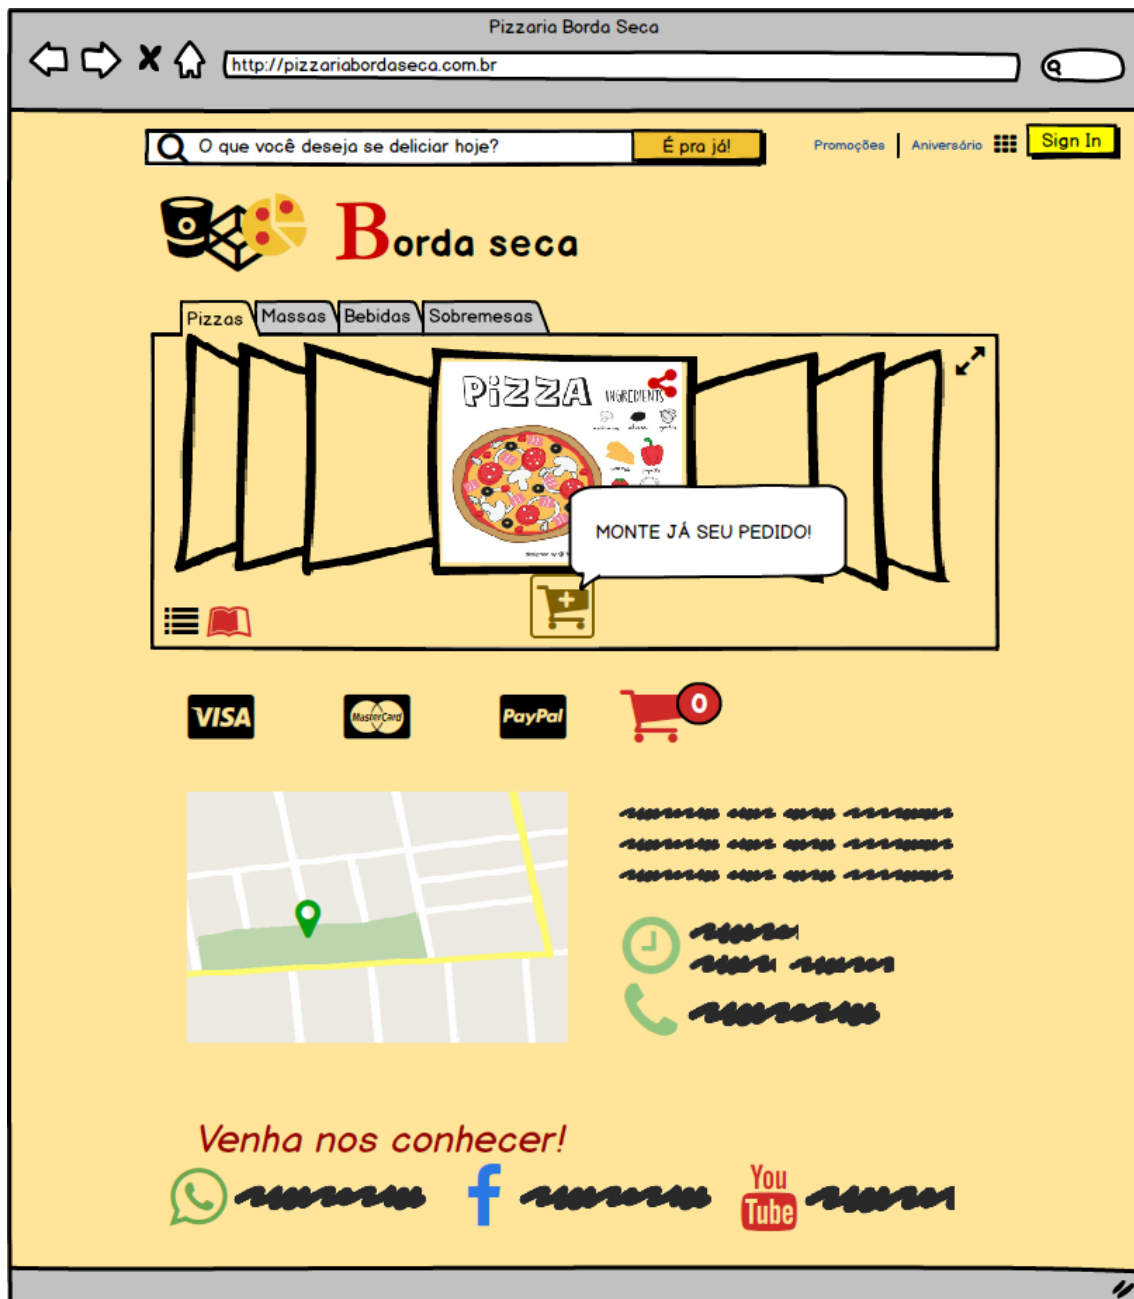 Pizzaria Borda Seca
http://pizzariabordaseca.com.br
O que você deseja se deliciar hoje?
É pra já!
Promoções
Aniversário
Sign In
Borda seca
Pizzas
Massas
Bebidas
Sobremesas
PiZZA
INGREDIENTS
MONTE JÁ SEU PEDIDO!
designed by
VISA
MasterCard
PayPal
0
Venha nos conhecer!
You
Tube